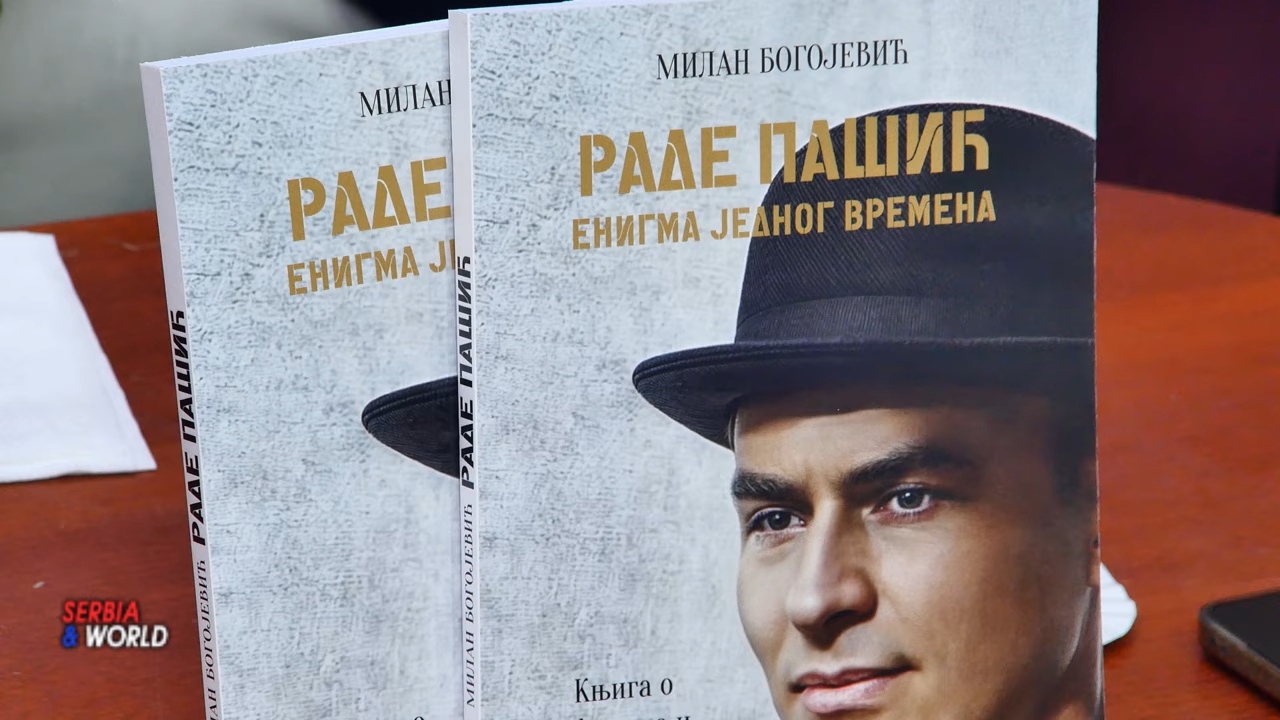 МИЛАН
РАДЕ
ЕНИГМА
РАДЕ ПАШИЋ
БОГОЈЕВИЋ
МИЛАН БОГОЈЕВИЋ
РАДЕ ПАШИЋ
ЕНИГМА ЈЕДНОГ ВРЕМЕНА
Књига о
РАДЕ ПАШИЋ
МИЛАН БОГОЈЕВИЋ
SERBIA
& WORLD